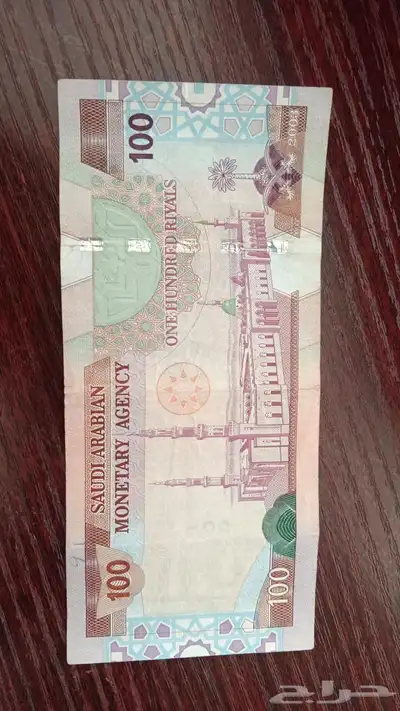 SAUDI ARABIAN
MONETARY AGENCY
100
ONE HUNDRED RIYALS
100
100
حراج